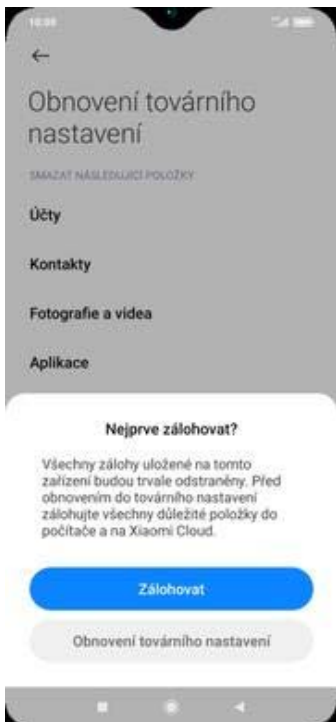 Obnovení továrního
nastavení
SMAZAT NÁSLEDUJÍCÍ POLOŽKY
Účty
Kontakty
Fotografie a videa
Aplikace
Nejprve zálohovat?
Všechny zálohy uložené na tomto
zařízení budou trvale odstraněny. Před
obnovením do továrního nastavení
zálohujte všechny důležité položky do
počítače a na Xiaomi Cloud.
Zálohovat
Obnovení továrního nastavení